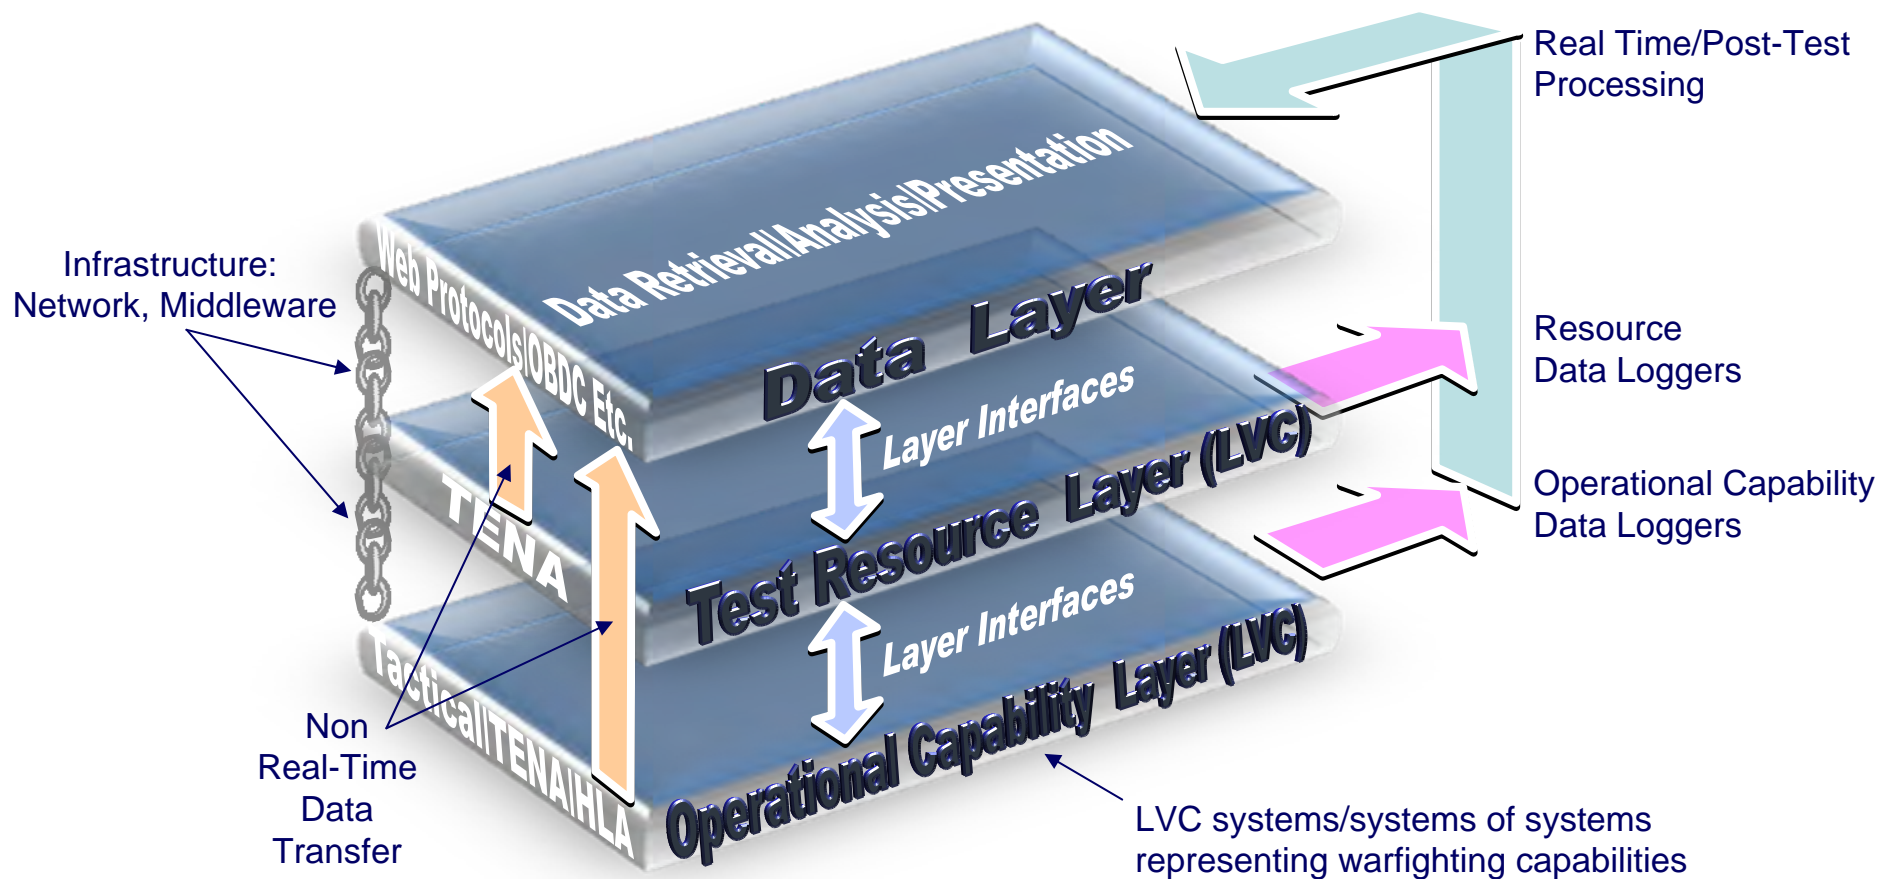 Real Time/Post-Test
Processing
Data Retrieval|Analysis|Presentation
Web Protocols|OBDC Etc.
Data Layer
Infrastructure:
Network, Middleware
Resource
Data Loggers
Layer Interfaces
TENA
Test Resource Layer (LVC)
Operational Capability
Data Loggers
Layer Interfaces
Tactical|TENA|HLA
Operational Capability Layer (LVC)
Non
Real-Time
Data
Transfer
LVC systems/systems of systems
representing warfighting capabilities